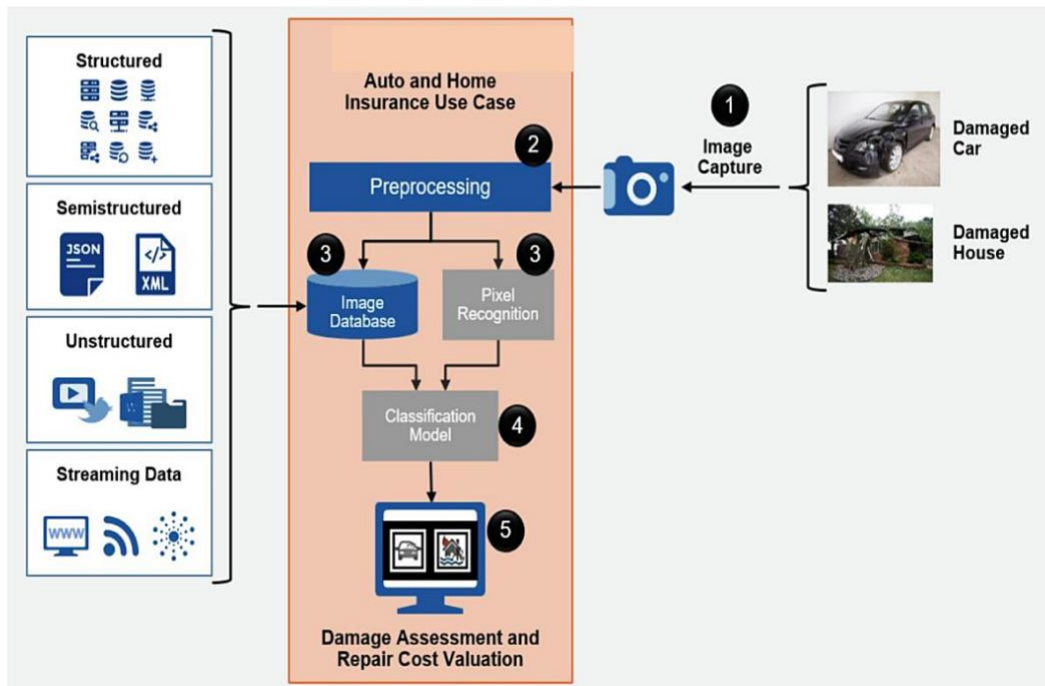 Structured
Semistructured
JSON
</>
XML
Unstructured
W
Streaming Data
WWW
Auto and Home
Insurance Use Case
2
Preprocessing
3
Image
Database
3
Pixel
Recognition
Classification
Model
4
5
Damage Assessment and
Repair Cost Valuation
1
Image
Capture
Damaged
Car
Damaged
House